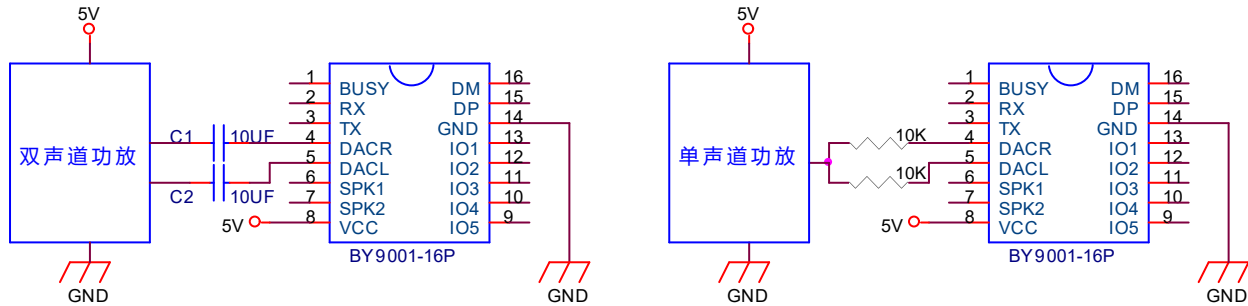 5V
双声道功放
C1
10UF
C2
10UF
5V
GND
1
2
3
4
5
6
7
8
BUSY
RX
TX
DACR
DACL
SPK1
SPK2
VCC
DM
DP
GND
IO1
IO2
IO3
IO4
IO5
16
15
14
13
12
11
10
9
BY9001-16P
GND
5V
单声道功放
10K
10K
5V
GND
1
2
3
4
5
6
7
8
BUSY
RX
TX
DACR
DACL
SPK1
SPK2
VCC
DM
DP
GND
IO1
IO2
IO3
IO4
IO5
16
15
14
13
12
11
10
9
BY9001-16P
GND